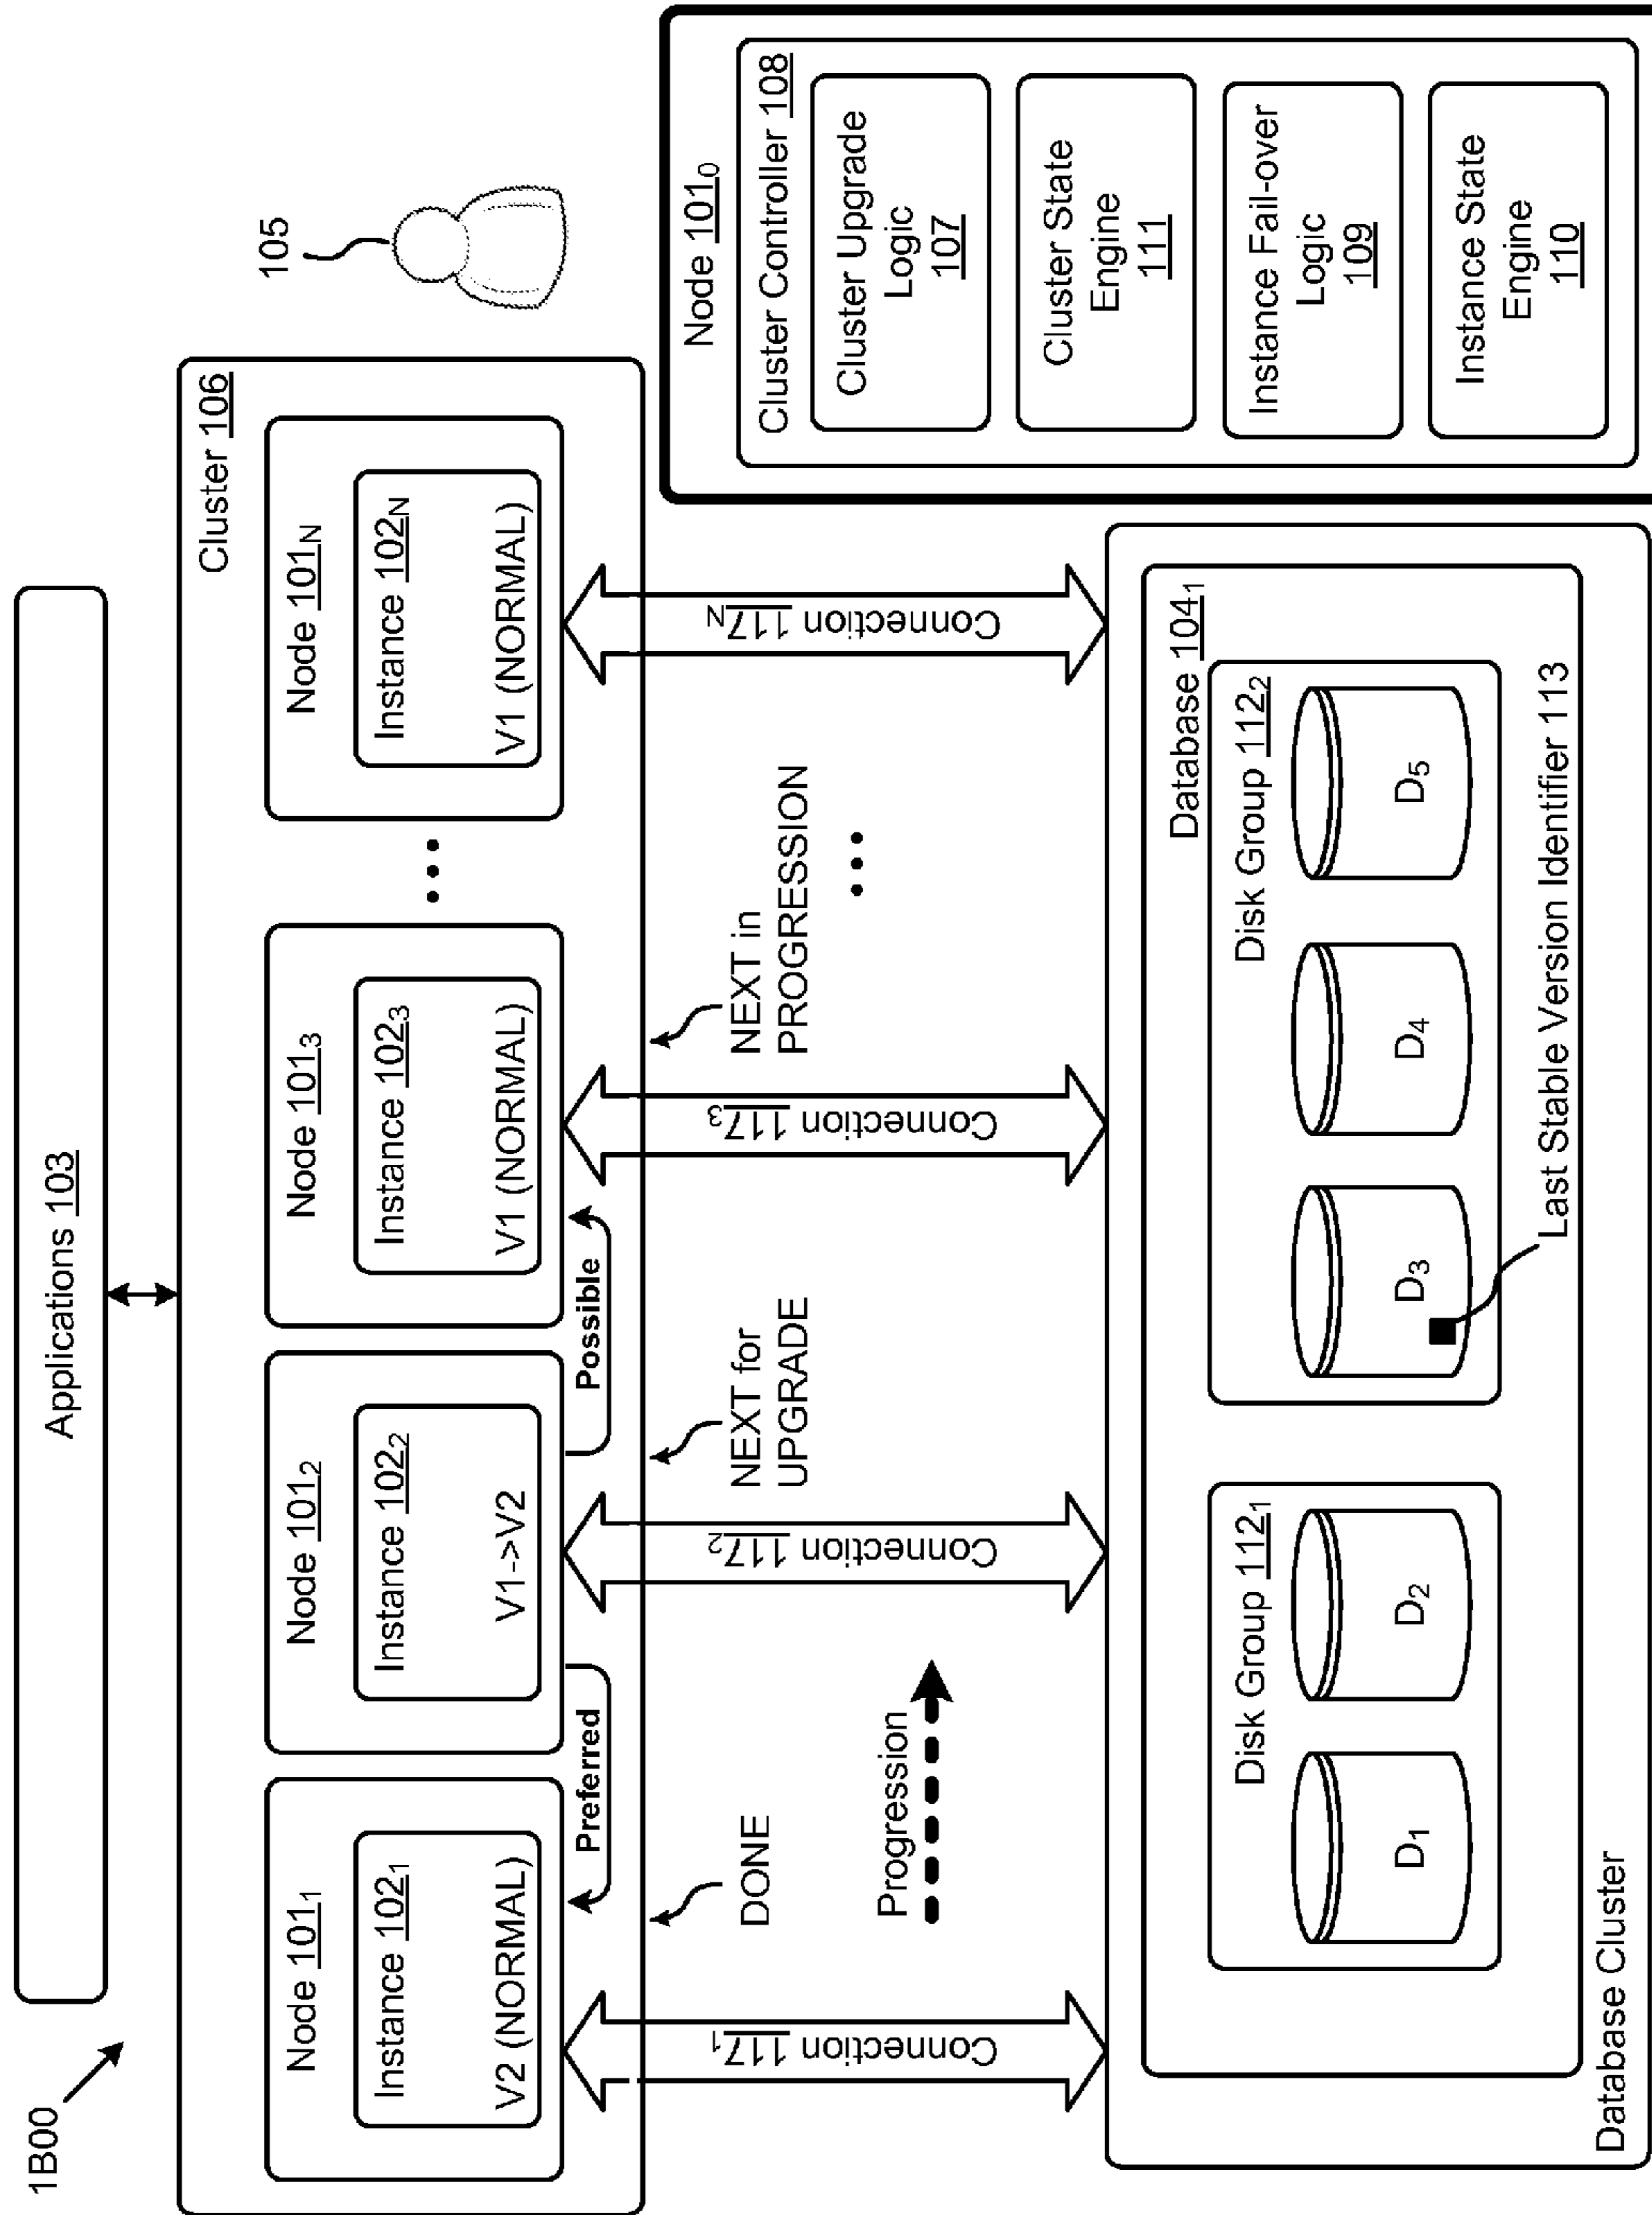 1B00
Applications 103
Cluster 106
105
Node 101₁
Instance 102₁
V2 (NORMAL)
Node 101₂
Instance 102₂
V1->V2
Node 101₃
Instance 102₃
V1 (NORMAL)
•••
Node 101N
Instance 102N
V1 (NORMAL)
Preferred
Possible
DONE
NEXT for
UPGRADE
NEXT in
PROGRESSION
Progression
•••
Connection 117₁
Connection 117₂
Connection 117₃
Connection 117N
Node 101₀
Cluster Controller 108
Cluster Upgrade
Logic
107
Cluster State
Engine
111
Instance Fail-over
Logic
109
Instance State
Engine
110
Database 104₁
Disk Group 112₁
D₁
D₂
Disk Group 112₂
D₃
D₄
D₅
Last Stable Version Identifier 113
Database Cluster